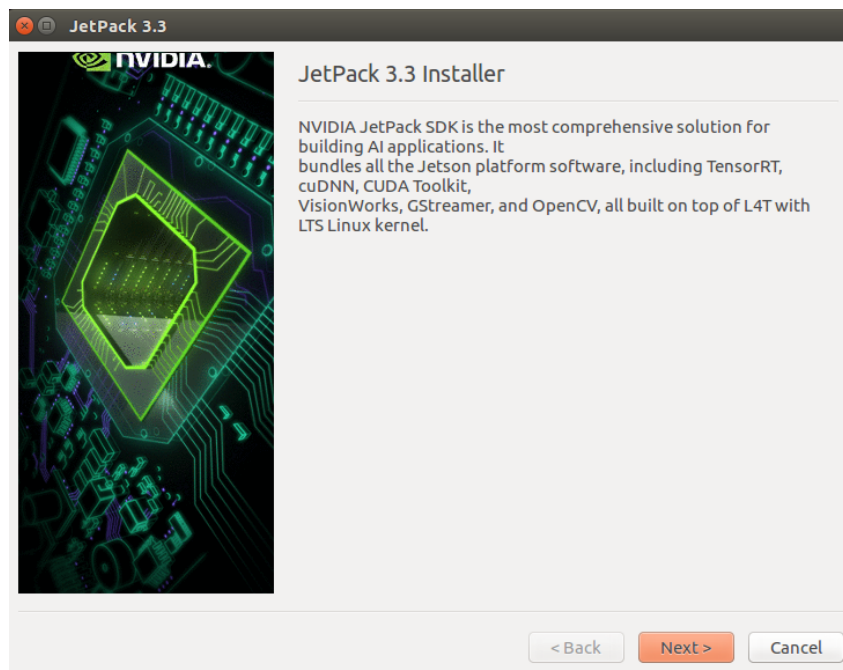 JetPack 3.3
NVIDIA.
JetPack 3.3 Installer
NVIDIA JetPack SDK is the most comprehensive solution for
building AI applications. It
bundles all the Jetson platform software, including TensorRT,
cuDNN, CUDA Toolkit,
VisionWorks, GStreamer, and OpenCV, all built on top of L4T with
LTS Linux kernel.
< Back
Next >
Cancel